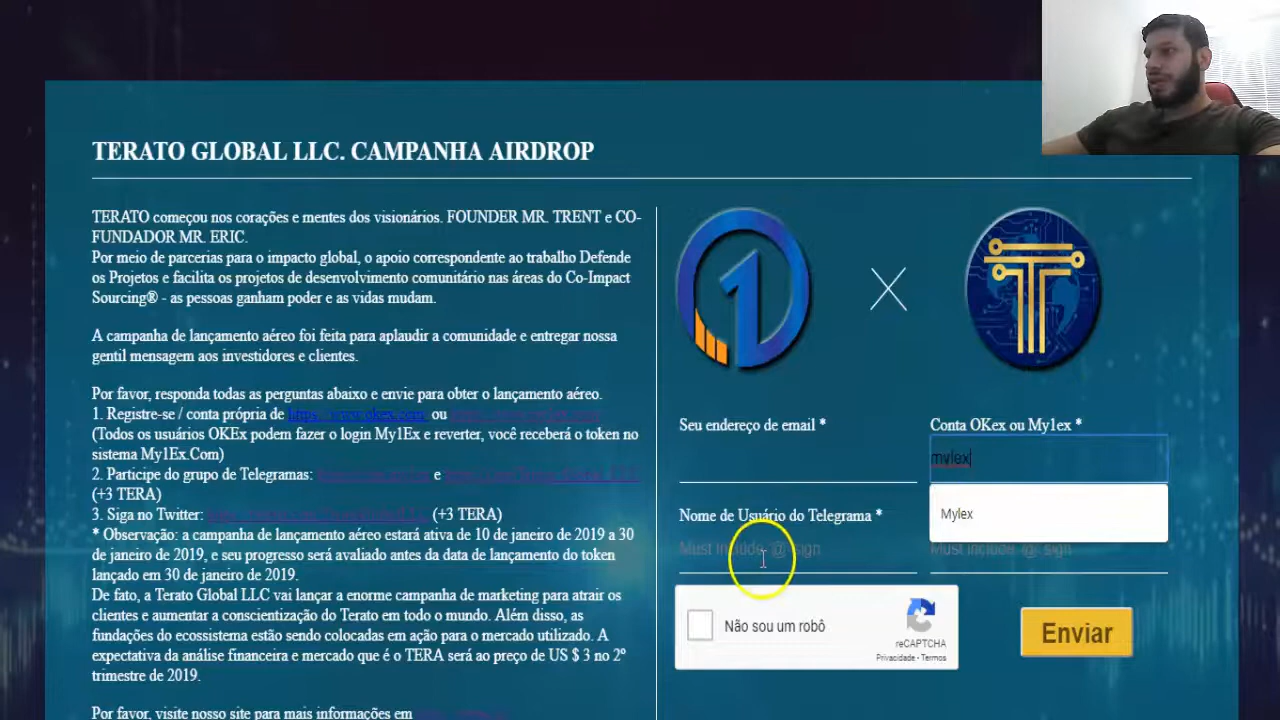 TERATO GLOBAL LLC. CAMPANHA AIRDROP
TERATO começou nos corações e mentes dos visionários. FOUNDER MR. TRENT e CO-
FUNDADOR MR. ERIC.
Por meio de parcerias para o impacto global, o apoio correspondente ao trabalho Defende
os Projetos e facilita os projetos de desenvolvimento comunitário nas áreas do Co-Impact
Sourcing® - as pessoas ganham poder e as vidas mudam.
A campanha de lançamento aéreo foi feita para aplaudir a comunidade e entregar nossa
gentil mensagem aos investidores e clientes.
Por favor, responda todas as perguntas abaixo e envie para obter o lançamento aéreo.
1. Registre-se / conta própria de https://www.okex.com/ ou
(Todos os usuários OKEx podem fazer o login My1Ex e reverter, você receberá o token no
sistema My1Ex.Com)
2. Participe do grupo de Telegramas: e
(+3 TERA)
3. Siga no Twitter: (+3 TERA)
* Observação: a campanha de lançamento aéreo estará ativa de 10 de janeiro de 2019 a 30
de janeiro de 2019, e seu progresso será avaliado antes da data de lançamento do token
lançado em 30 de janeiro de 2019.
De fato, a Terato Global LLC vai lançar a enorme campanha de marketing para atrair os
clientes e aumentar a conscientização do Terato em todo o mundo. Além disso, as
fundações do ecossistema estão sendo colocadas em ação para o mercado utilizado. A
expectativa da análise financeira e mercado que é o TERA será ao preço de US $ 3 no 2º
trimestre de 2019.
Por favor, visite nosso site para mais informações em
Seu endereço de email *
Conta OKex ou My1ex *
mylex
Mylex
Nome de Usuário do Telegrama *
Must include @ sign
Must include @ sign
Não sou um robô
reCAPTCHA
Privacidade - Termos
Enviar